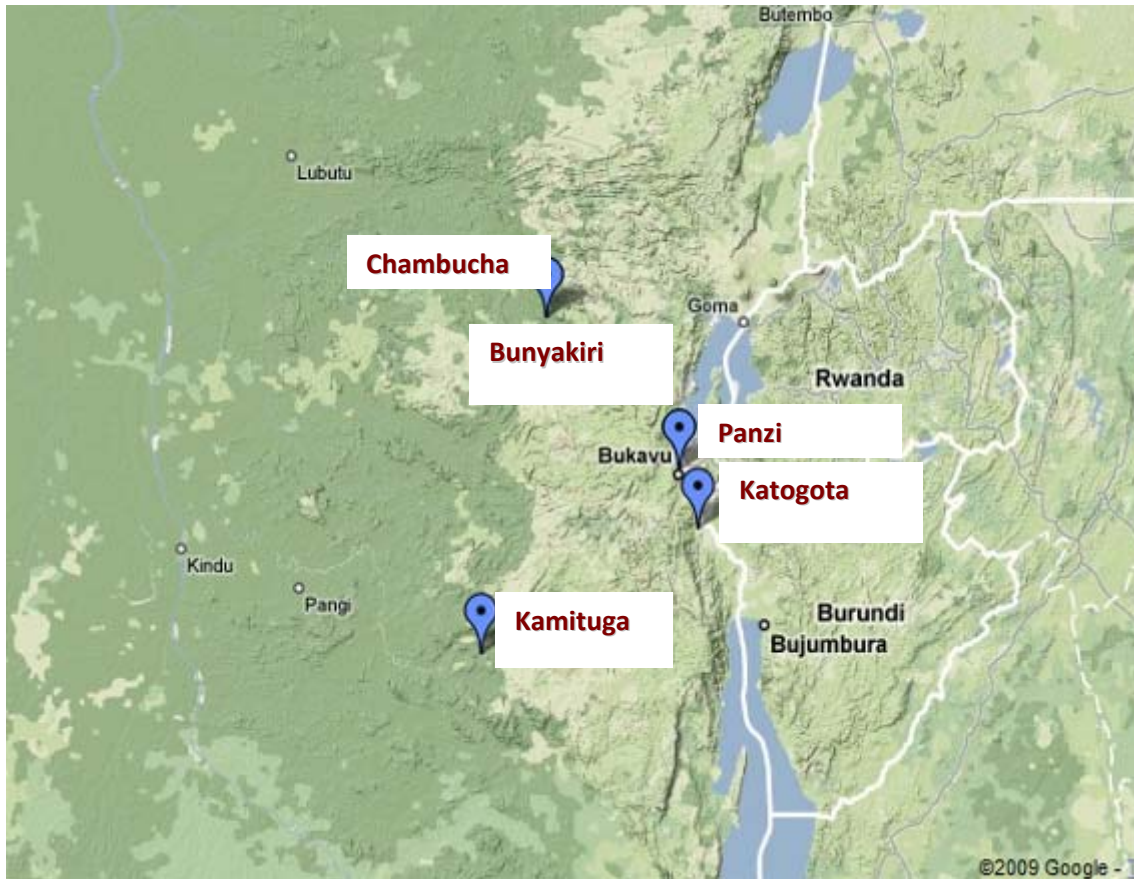 Butembo
Lubutu
Chambucha
Goma
Bunyakiri
Rwanda
Panzi
Bukavu
Katogota
Kindu
Pangi
Kamituga
Burundi
Bujumbura
©2009 Google -